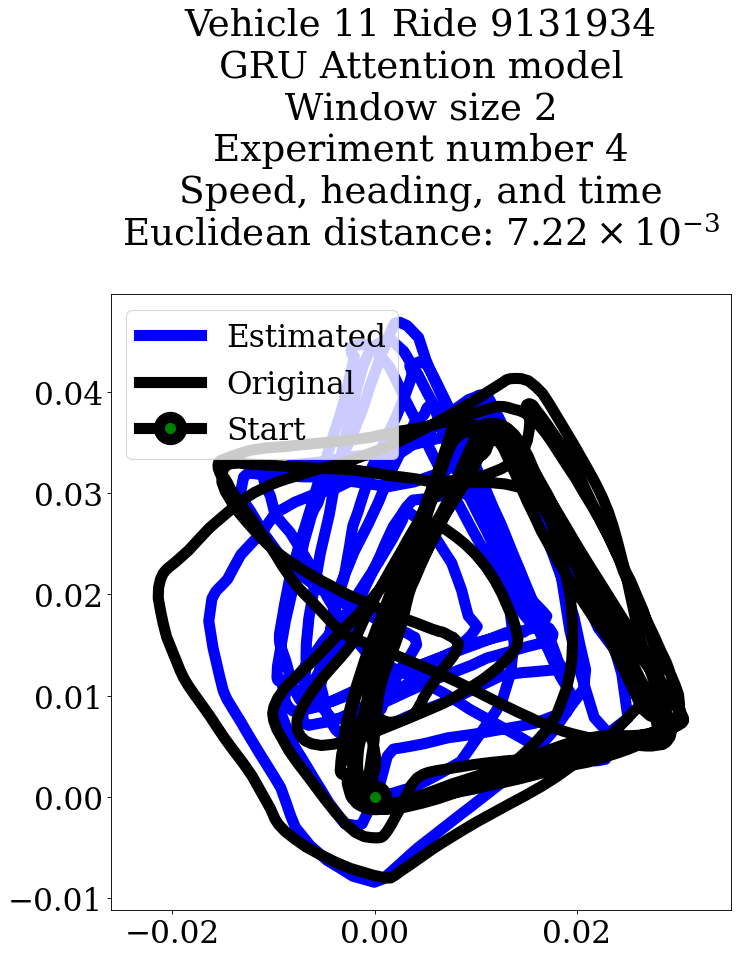 Vehicle 11 Ride 9131934
GRU Attention model
Window size 2
Experiment number 4
Speed, heading, and time
Euclidean distance: 7.22 × 10⁻³
Estimated
Original
Start
0.04
0.03
0.02
0.01
0.00
−0.01
−0.02 0.00 0.02